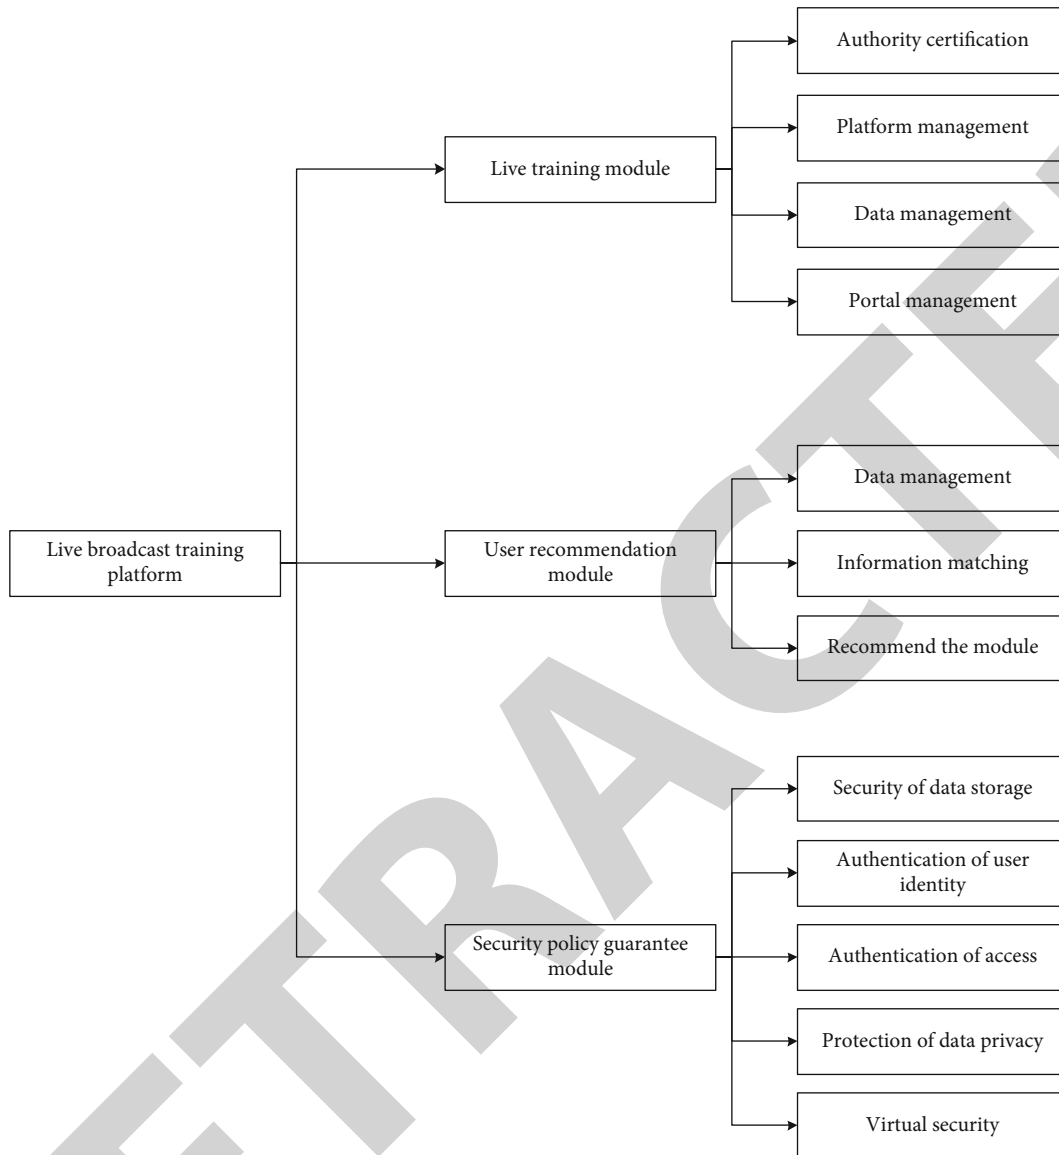 Authority certification
Platform management
Live training module
Data management
Portal management
Data management
Live broadcast training
platform
User recommendation
module
Information matching
Recommend the module
Security of data storage
Authentication of user
identity
Security policy guarantee
module
Authentication of access
Protection of data privacy
Virtual security
ETRACTE